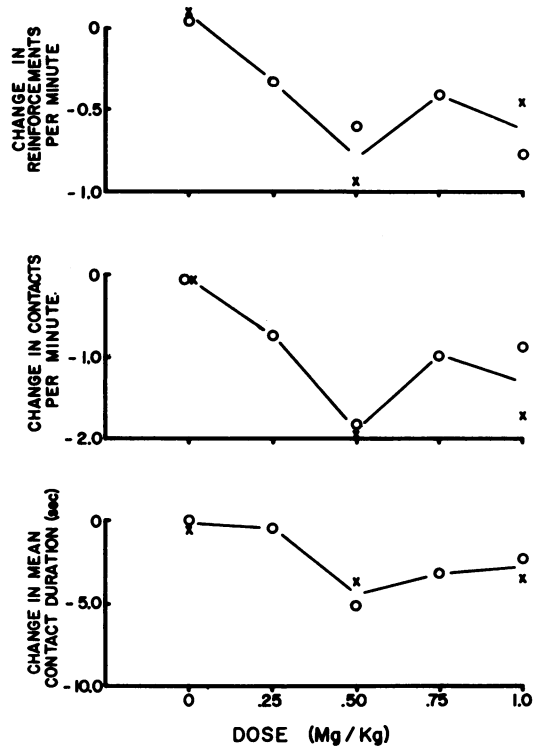 CHANGE IN
REINFORCEMENTS
PER MINUTE
0
-0.5
-1.0
CHANGE IN CONTACTS
PER MINUTE.
0
-1.0
-2.0
CHANGE IN MEAN
CONTACT DURATION (sec)
0
-5.0
-10.0
0 .25 .50 .75 1.0
DOSE (Mg/Kg)